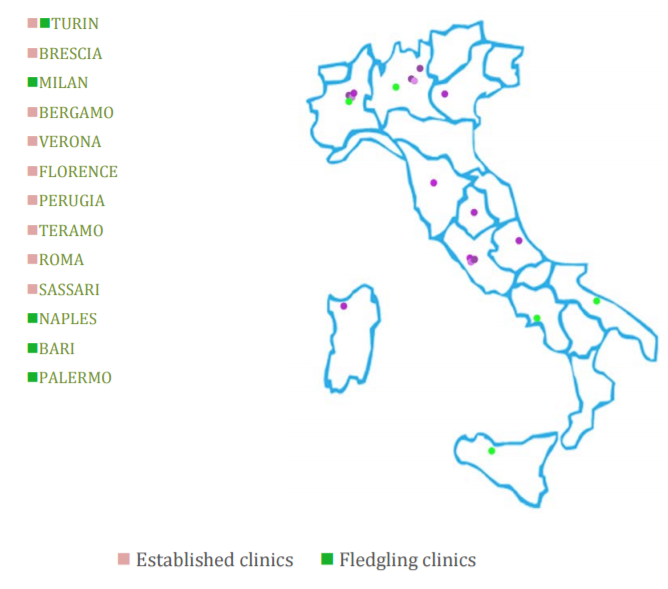 TURIN
BRESCIA
MILAN
BERGAMO
VERONA
FLORENCE
PERUGIA
TERAMO
ROMA
SASSARI
NAPLES
BARI
PALERMO
Established clinics Fledgling clinics